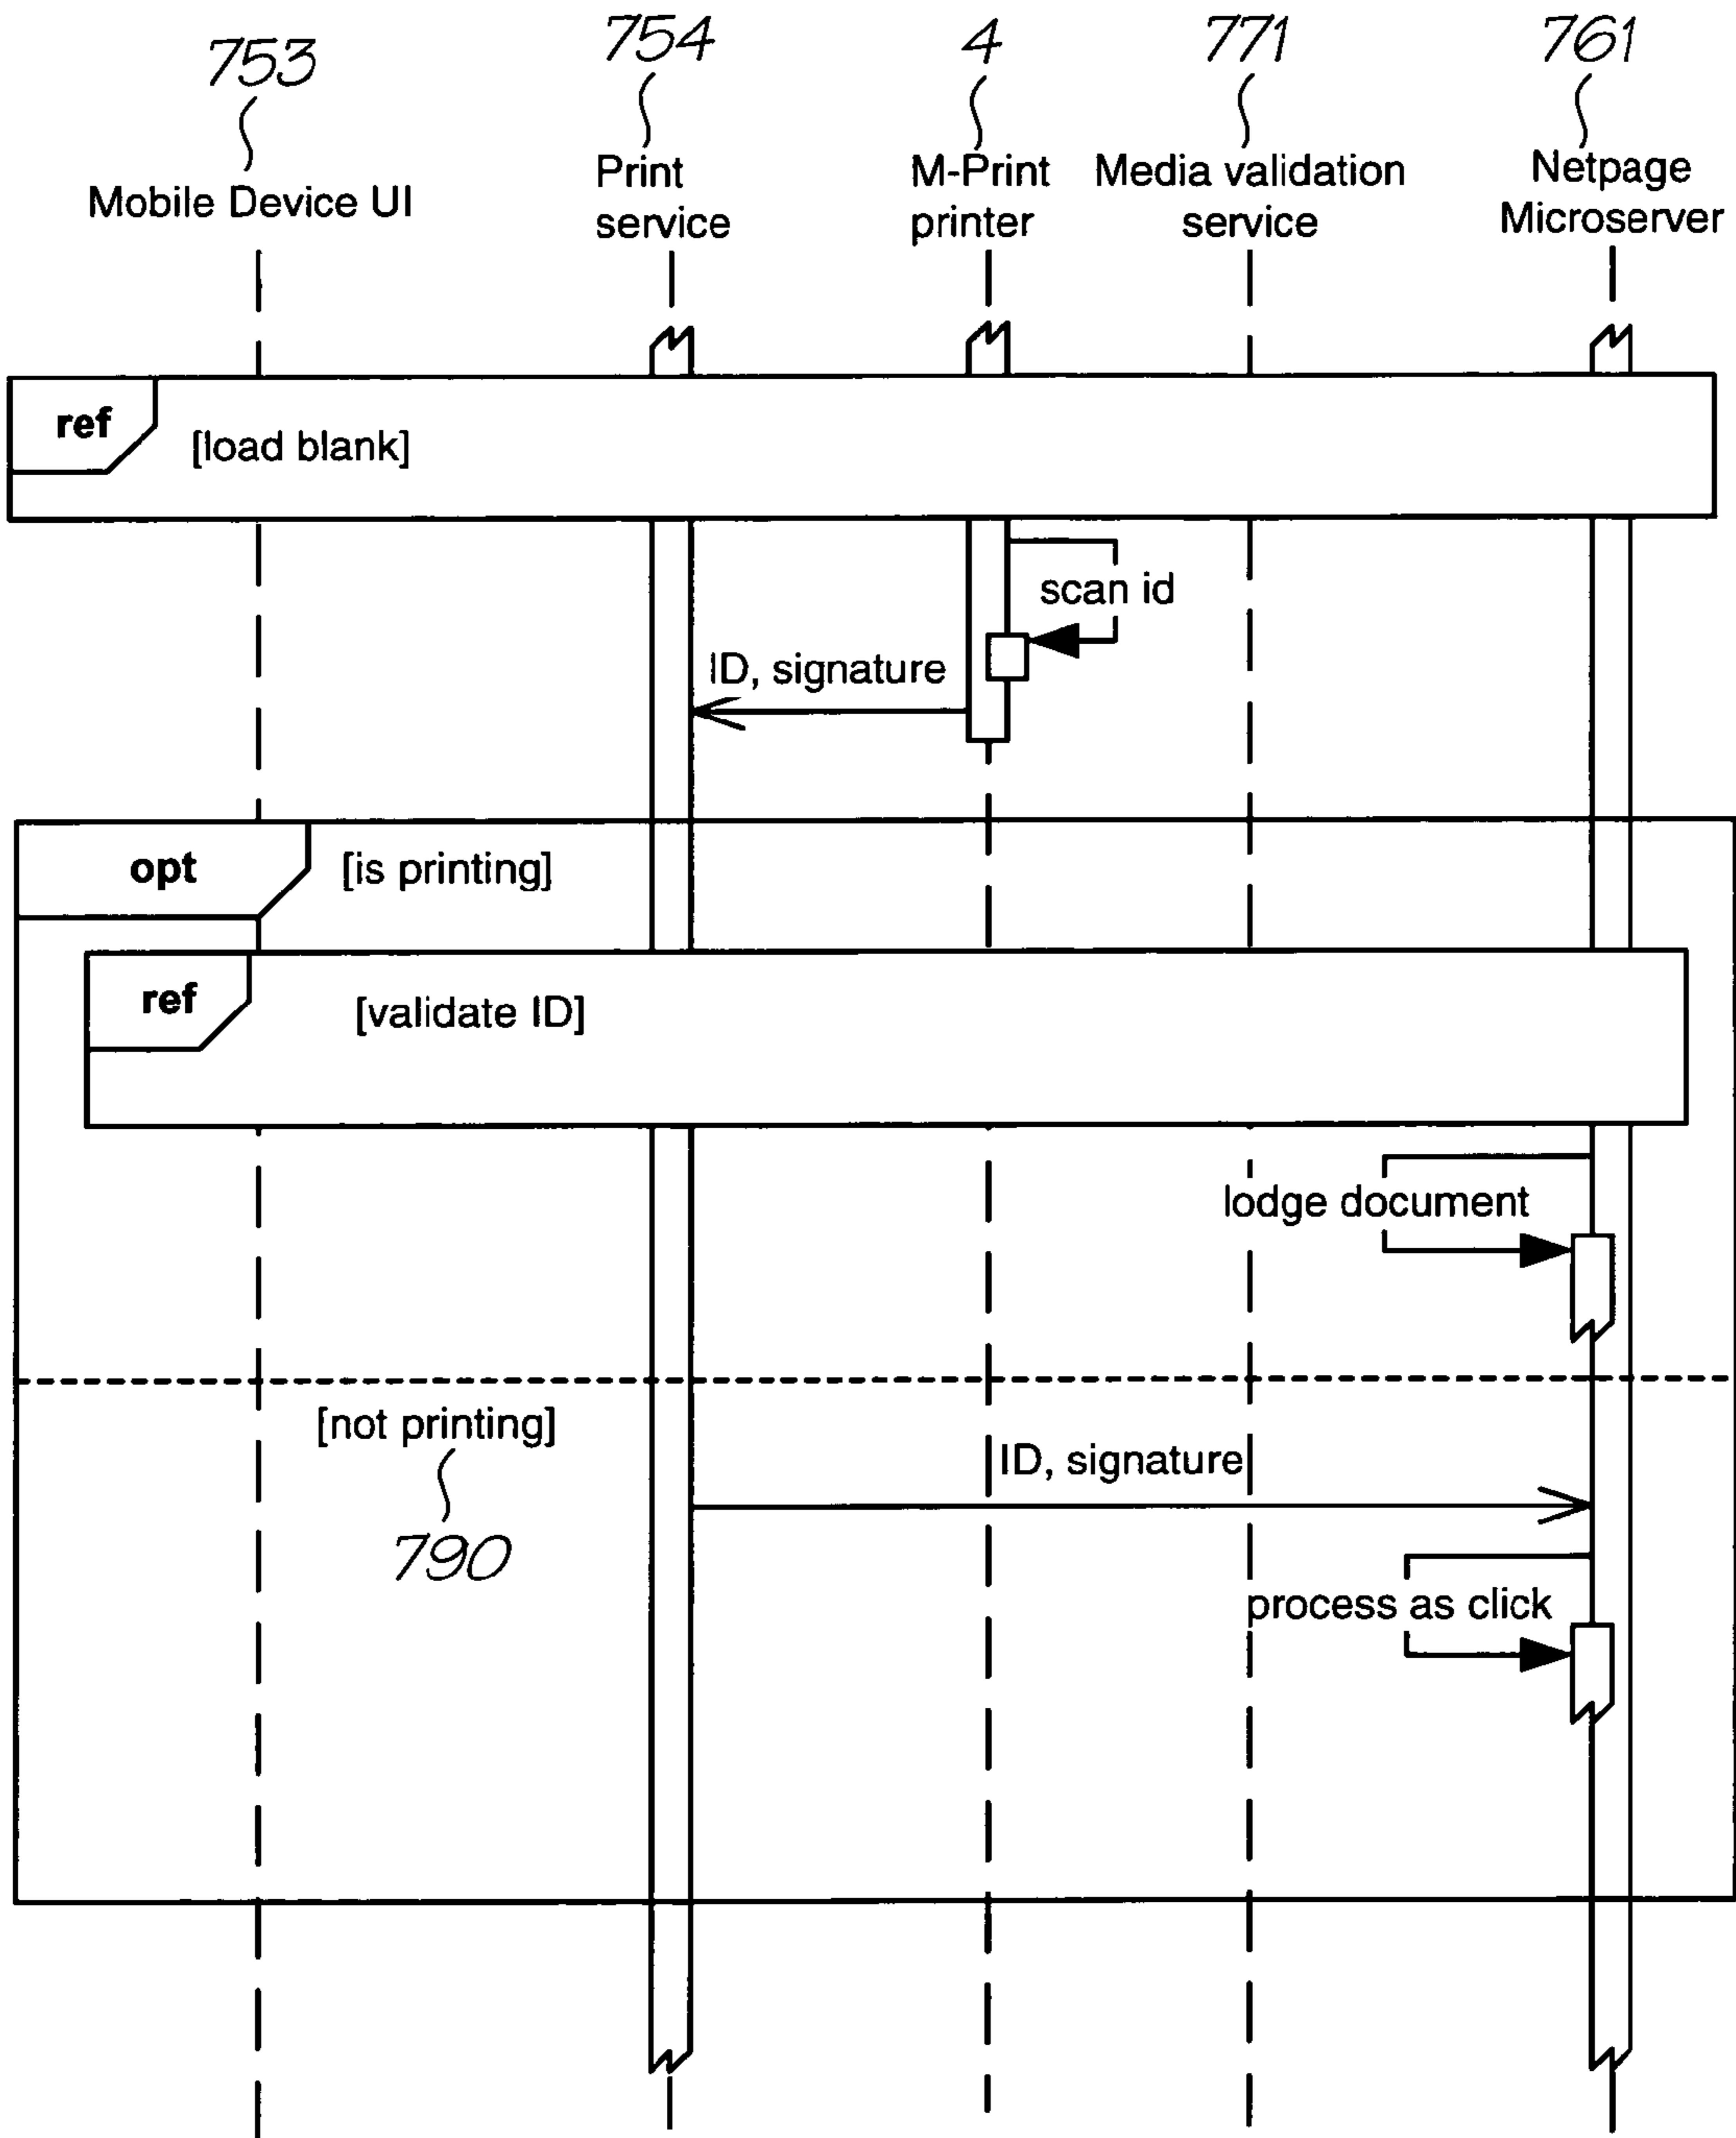 753
754
4
771
761
Mobile Device UI
Print
service
M-Print
printer
Media validation
service
Netpage
Microserver
ref
[load blank]
scan id
ID, signature
opt
[is printing]
ref
[validate ID]
lodge document
[not printing]
790
ID, signature
process as click